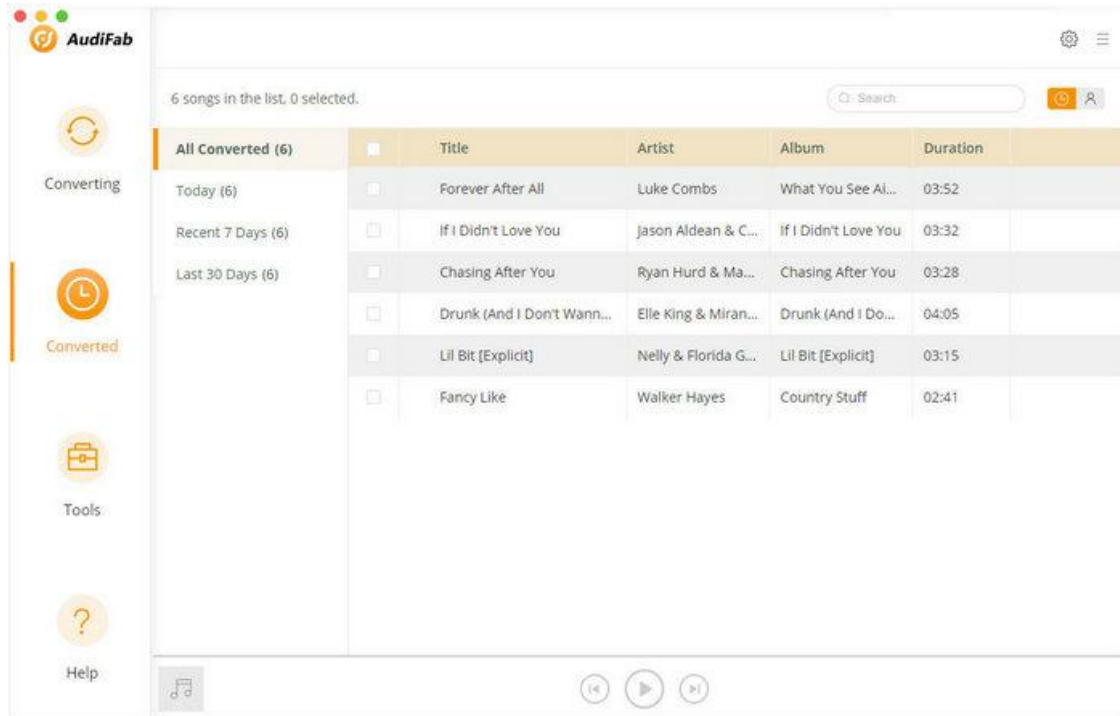 AudiFab
6 songs in the list, 0 selected.
Search
Converting
Converted
Tools
? Help
All Converted (6)
Today (6)
Recent 7 Days (6)
Last 30 Days (6)
Title Artist Album Duration
Forever After All Luke Combs What You See Ai... 03:52
If I Didn't Love You Jason Aldean & C... If I Didn't Love You 03:32
Chasing After You Ryan Hurd & Ma... Chasing After You 03:28
Drunk (And I Don't Wann... Elle King & Miran... Drunk (And I Do... 04:05
Lil Bit [Explicit] Nelly & Florida G... Lil Bit [Explicit] 03:15
Fancy Like Walker Hayes Country Stuff 02:41